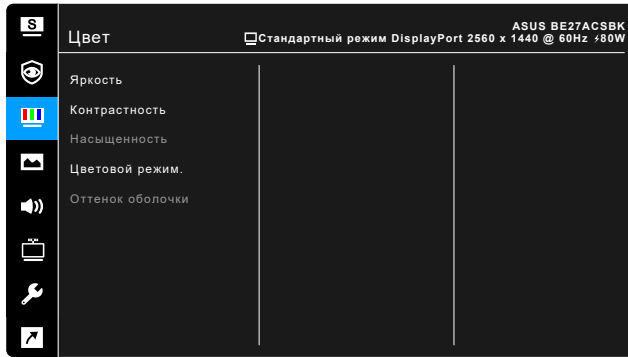 S
ASUS BE27ACSBK
Цвет
Стандартный режим DisplayPort 2560 x 1440 @ 60Hz ⚡80W
Яркость
Контрастность
Насыщенность
Цветовой режим.
Оттенок оболочки